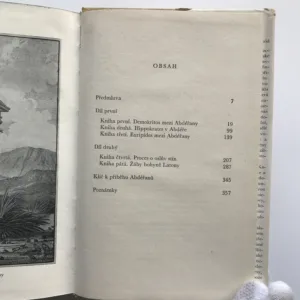 OBSAH
Předmluva 7
Díl první
Kniha první. Demokritos mezi Abdéřany 19
Kniha druhá. Hippokrates v Abdéře 99
Kniha třetí. Euripides mezi Abdéřany 139
Díl druhý
Kniha čtvrtá. Proces o oslův stín 207
Kniha pátá. Žáby bohyně Latony 287
Klíč k příběhu Abdéřanů 345
Poznámky 357